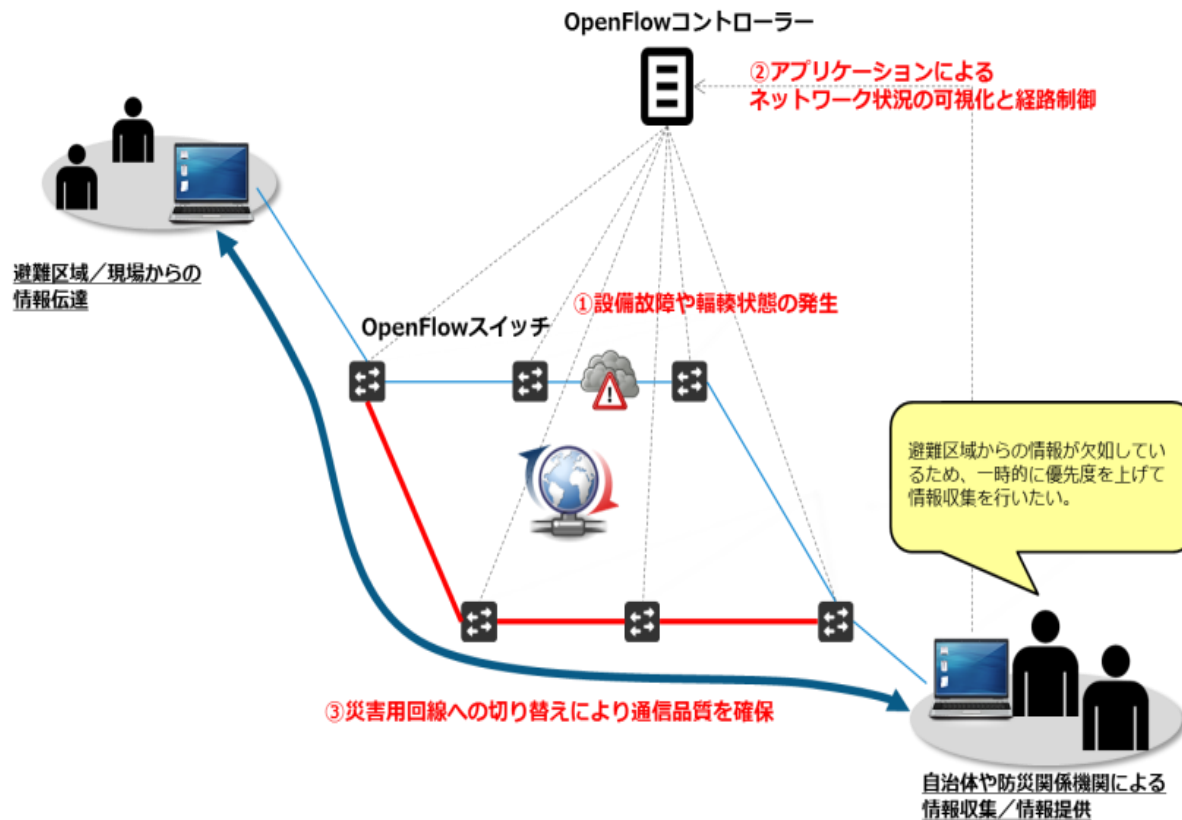 OpenFlowコントローラー
②アプリケーションによる
ネットワーク状況の可視化と経路制御
避難区域／現場からの
情報伝達
①設備故障や輻輳状態の発生
OpenFlowスイッチ
避難区域からの情報が欠如してい
るため、一時的に優先度を上げて
情報収集を行いたい。
③災害用回線への切り替えにより通信品質を確保
自治体や防災関係機関による
情報収集／情報提供